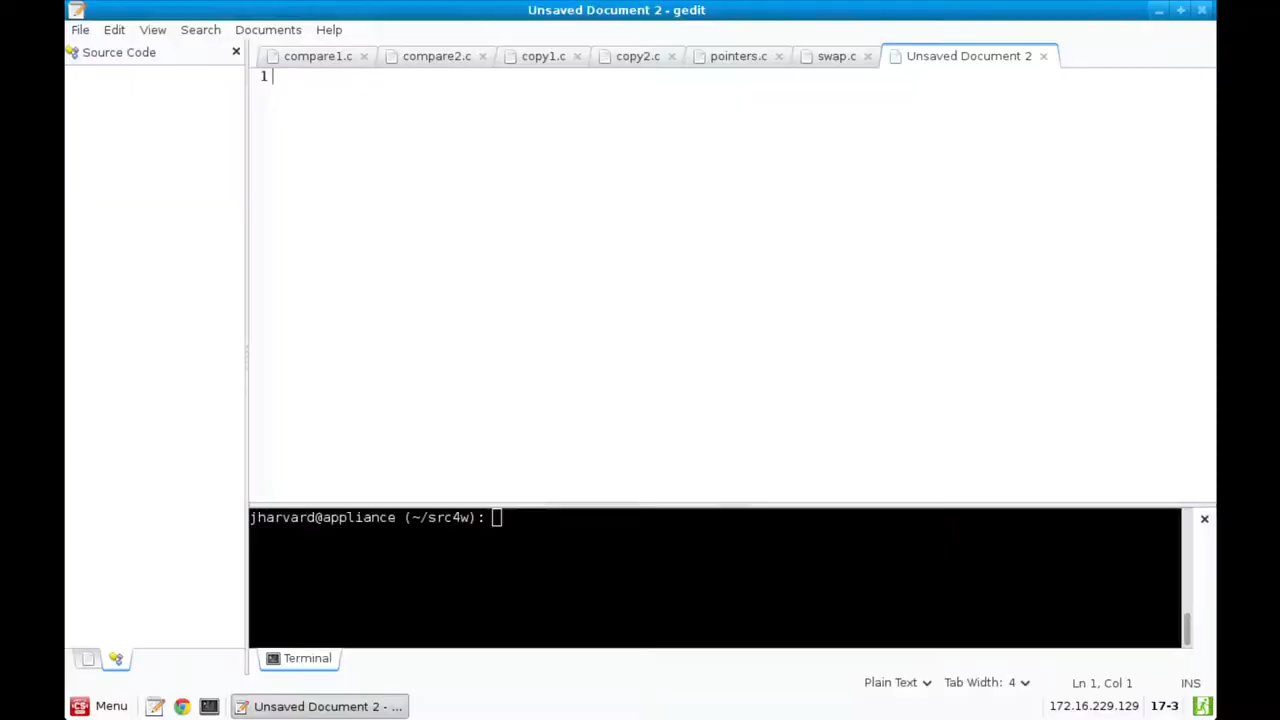 Unsaved Document 2 - gedit
File Edit View Search Documents Help
Source Code
compare1.c compare2.c copy1.c copy2.c pointers.c swap.c Unsaved Document 2
1
jharvard@appliance (~/src4w):
Terminal
Plain Text Tab Width: 4 Ln 1, Col 1 INS
CS Menu Unsaved Document 2 - ... 172.16.229.129 17-3